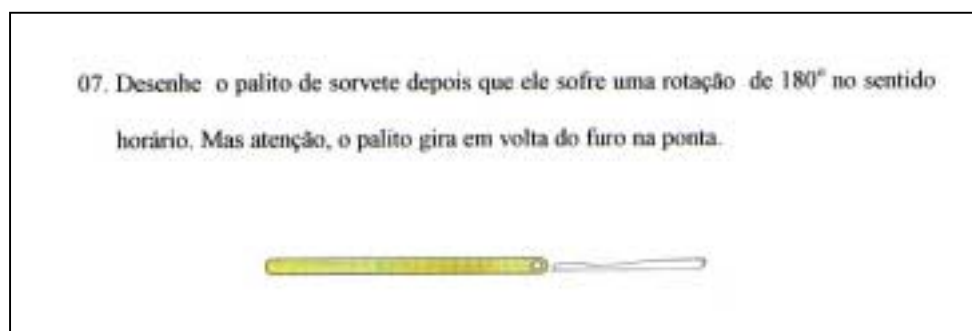 07. Desenhe o palito de sorvete depois que ele sofre uma rotação de 180° no sentido
horário. Mas atenção, o palito gira em volta do furo na ponta.